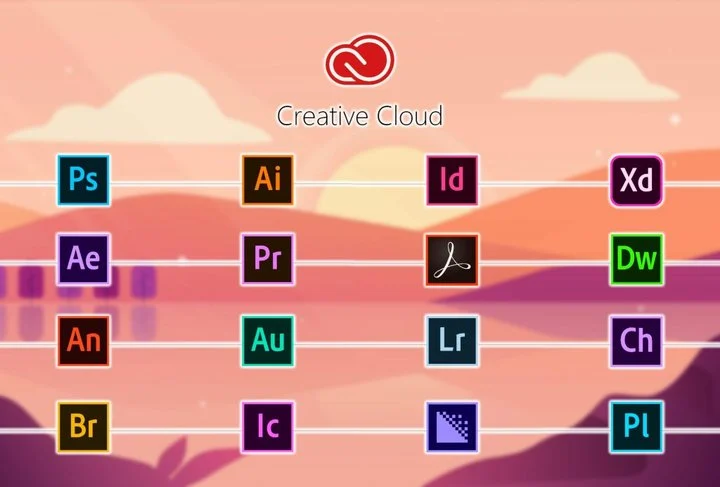 Creative Cloud
Ps Ai Id Xd
Ae Pr Dw
An Au Lr Ch
Br Ic Pl